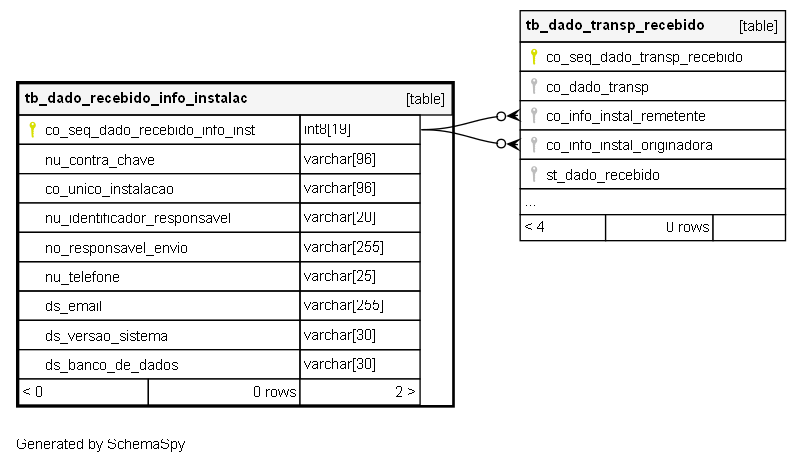 tb_dado_transp_recebido [table]
co_seq_dado_transp_recebido
co_dado_transp
co_info_instal_remetente
co_info_instal_originadora
st_dado_recebido
...
< 4 0 rows
tb_dado_recebido_info_instalac [table]
co_seq_dado_recebido_info_inst int8[19]
nu_contra_chave varchar[96]
co_unico_instalacao varchar[96]
nu_identificador_responsavel varchar[20]
no_responsavel_envio varchar[255]
nu_telefone varchar[25]
ds_email varchar[255]
ds_versao_sistema varchar[30]
ds_banco_de_dados varchar[30]
< 0 0 rows 2 >
Generated by SchemaSpy